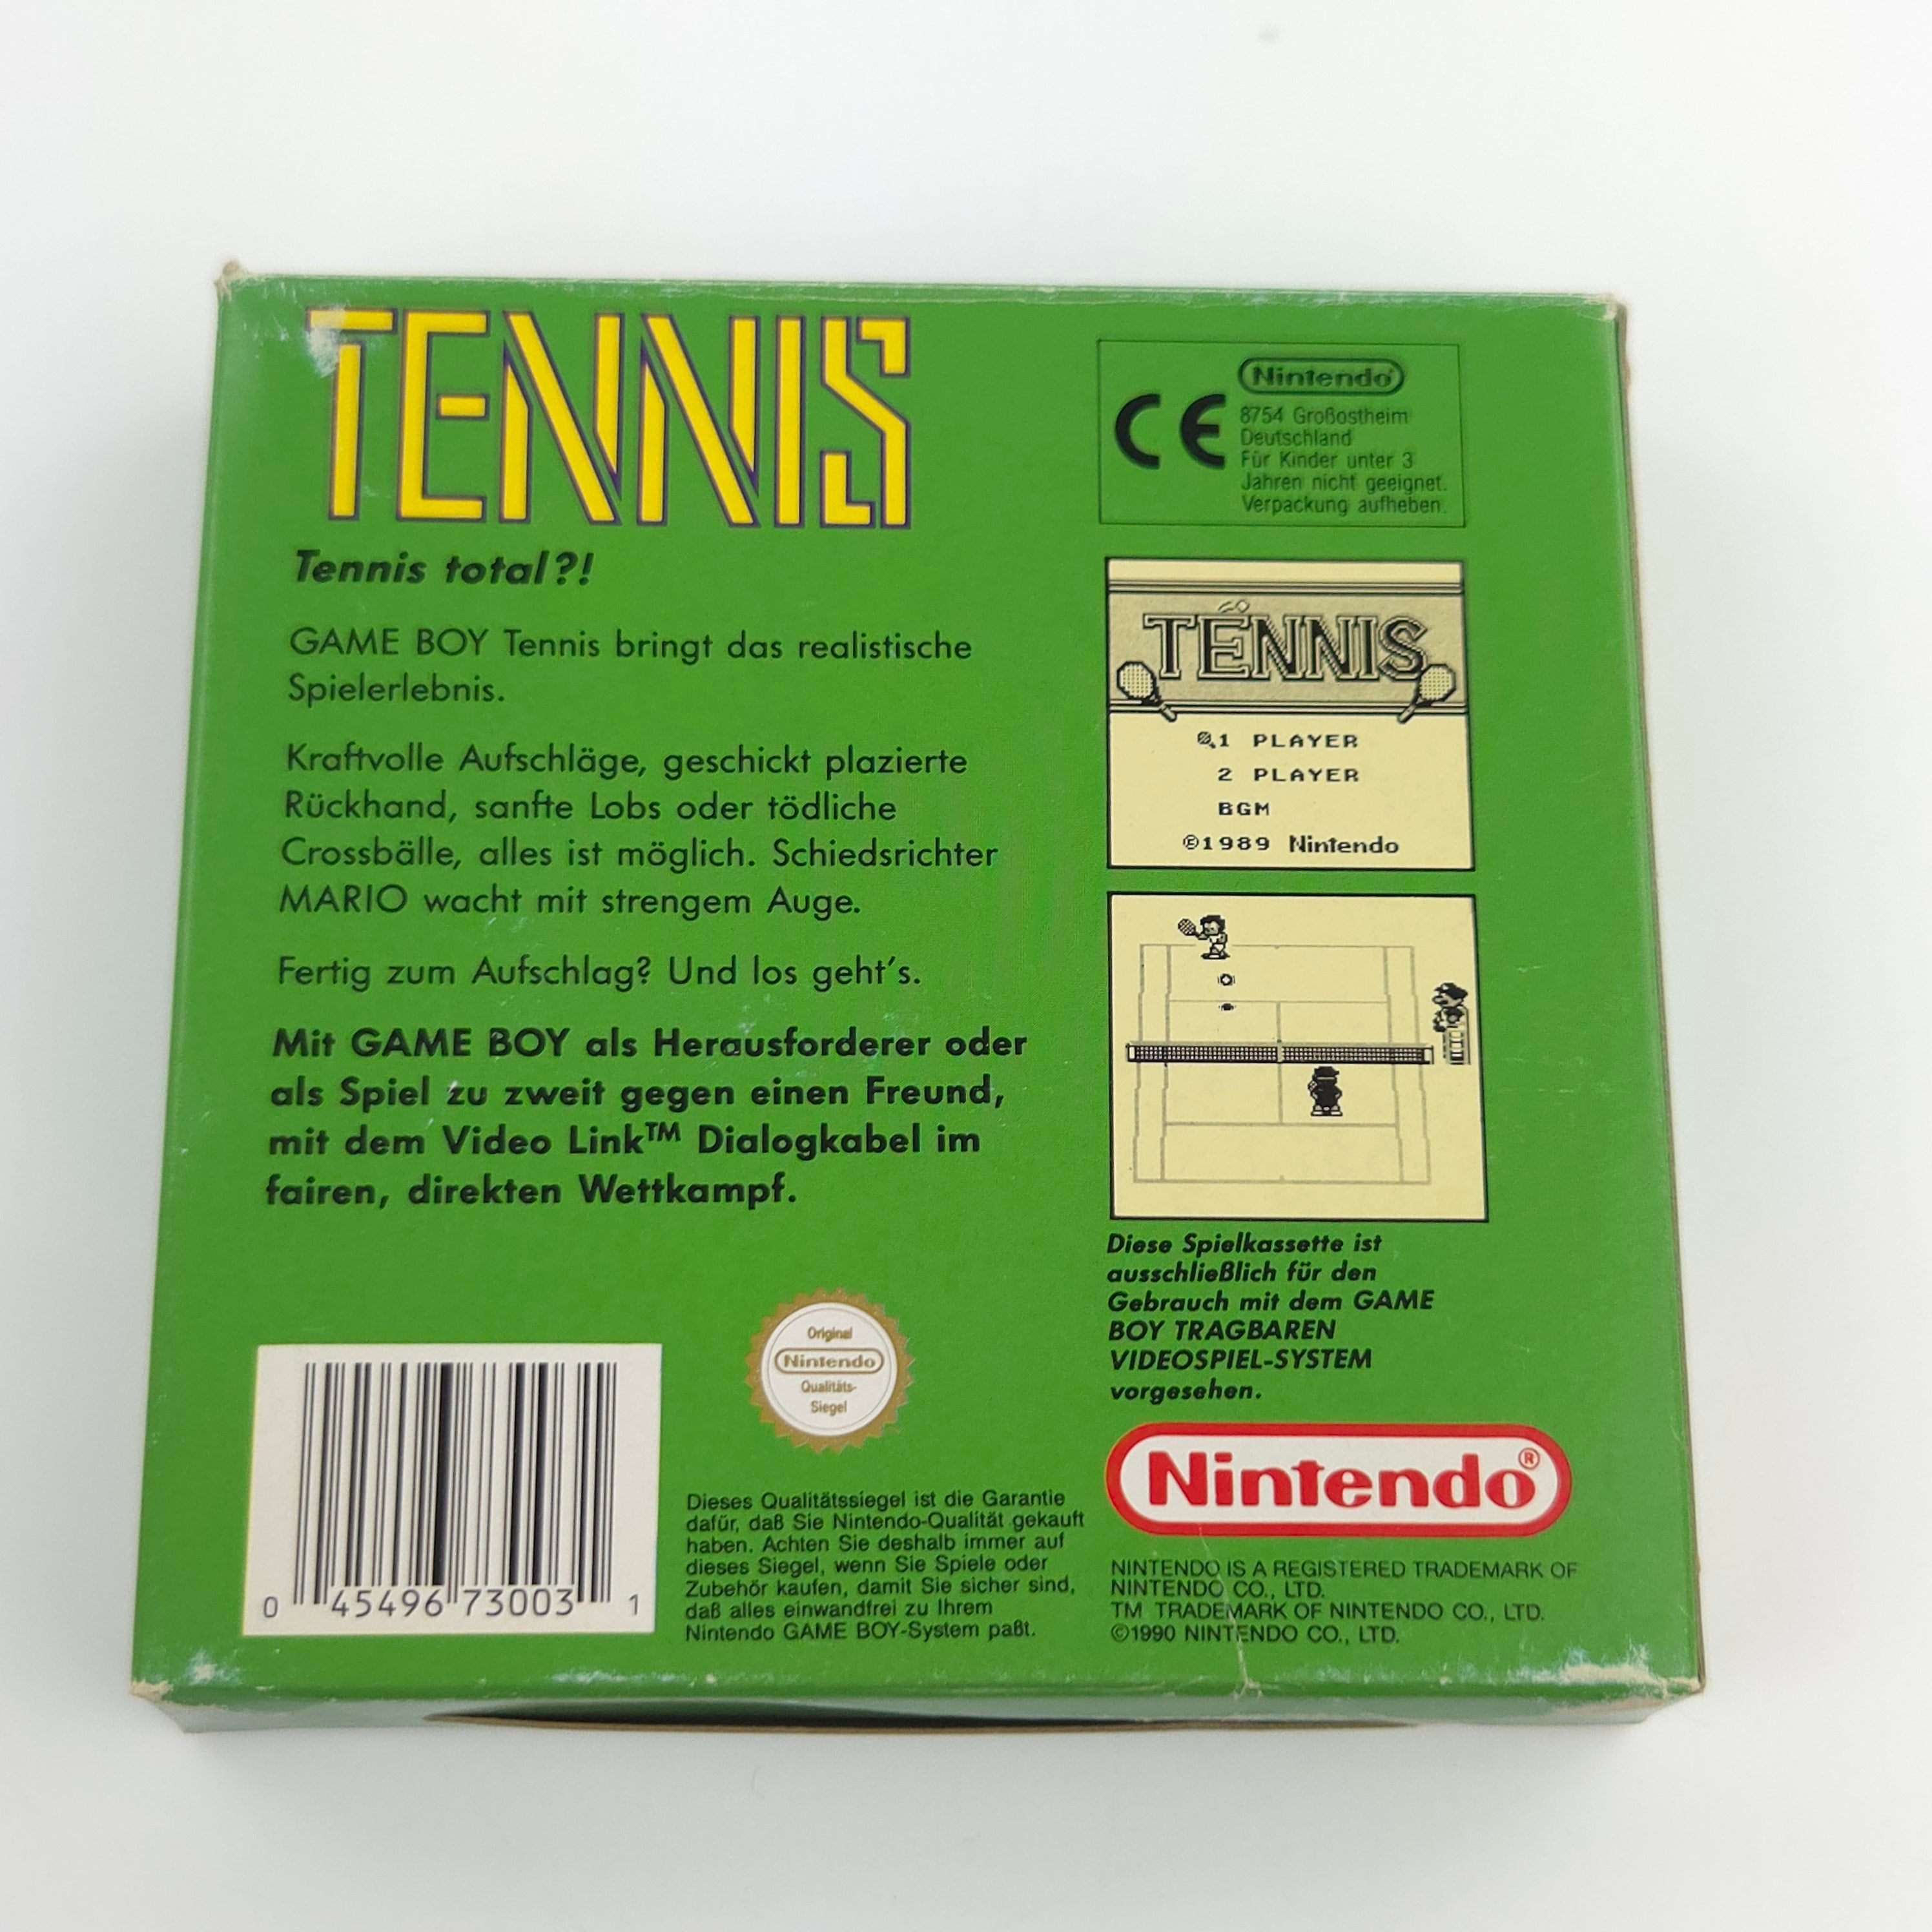 TENNIS
Tennis total?!
GAME BOY Tennis bringt das realistische
Spielerlebnis.
Kraftvolle Aufschläge, geschickt plazierte
Rückhand, sanfte Lobs oder tödliche
Crossbälle, alles ist möglich. Schiedsrichter
MARIO wacht mit strengem Auge.
Fertig zum Aufschlag? Und los geht's.
Mit GAME BOY als Herausforderer oder
als Spiel zu zweit gegen einen Freund,
mit dem Video Link™ Dialogkabel im
fairen, direkten Wettkampf.
0 45496 73003 1
Original
Nintendo
Qualitäts-
Siegel
Dieses Qualitätssiegel ist die Garantie
dafür, daß Sie Nintendo-Qualität gekauft
haben. Achten Sie deshalb immer auf
dieses Siegel, wenn Sie Spiele oder
Zubehör kaufen, damit Sie sicher sind,
daß alles einwandfrei zu Ihrem
Nintendo GAME BOY-System paßt.
CE
Nintendo
8754 Großostheim
Deutschland
Für Kinder unter 3
Jahren nicht geeignet.
Verpackung aufheben.
TENNIS
1 PLAYER
2 PLAYER
BGM
©1989 Nintendo
Diese Spielkassette ist
ausschließlich für den
Gebrauch mit dem GAME
BOY TRAGBAREN
VIDEOSPIEL-SYSTEM
vorgesehen.
Nintendo®
NINTENDO IS A REGISTERED TRADEMARK OF
NINTENDO CO., LTD.
TM TRADEMARK OF NINTENDO CO., LTD.
©1990 NINTENDO CO., LTD.